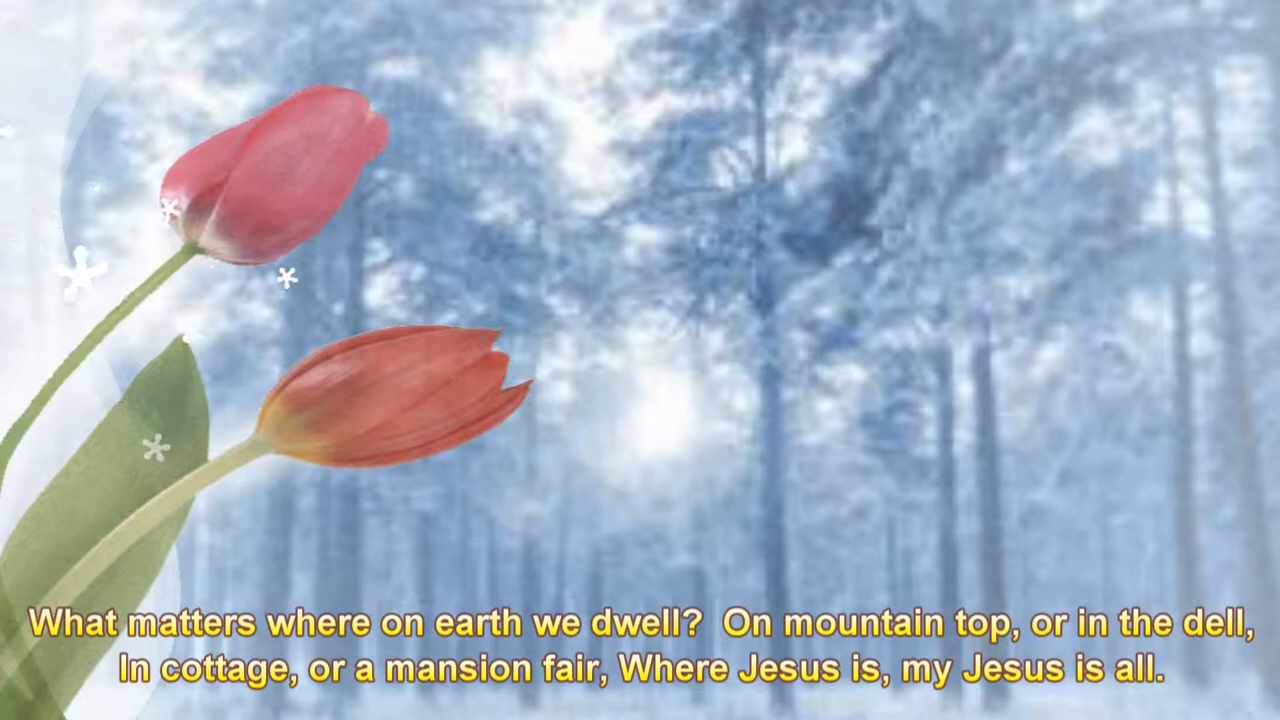 What matters where on earth we dwell?  On mountain top, or in the dell,
In cottage, or a mansion fair, Where Jesus is, my Jesus is all.